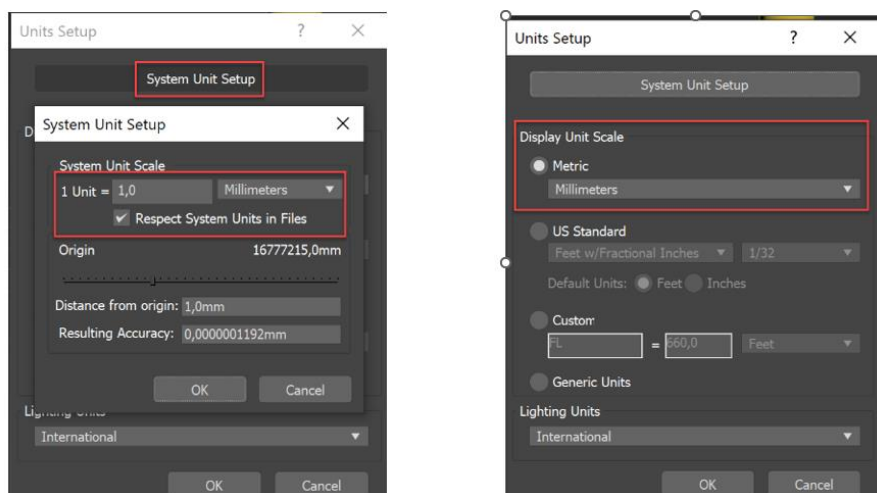 Units Setup ? ×
System Unit Setup
System Unit Setup ×
System Unit Scale
1 Unit = 1,0 Millimeters
Respect System Units in Files
Origin 16777215,0mm
Distance from origin: 1,0mm
Resulting Accuracy: 0,0000001192mm
OK Cancel
Lighting Units
International
OK Cancel
Units Setup ? ×
System Unit Setup
Display Unit Scale
Metric
Millimeters
US Standard
Feet w/Fractional Inches 1/32
Default Units: Feet Inches
Custom
FL = 660,0 Feet
Generic Units
Lighting Units
International
OK Cancel